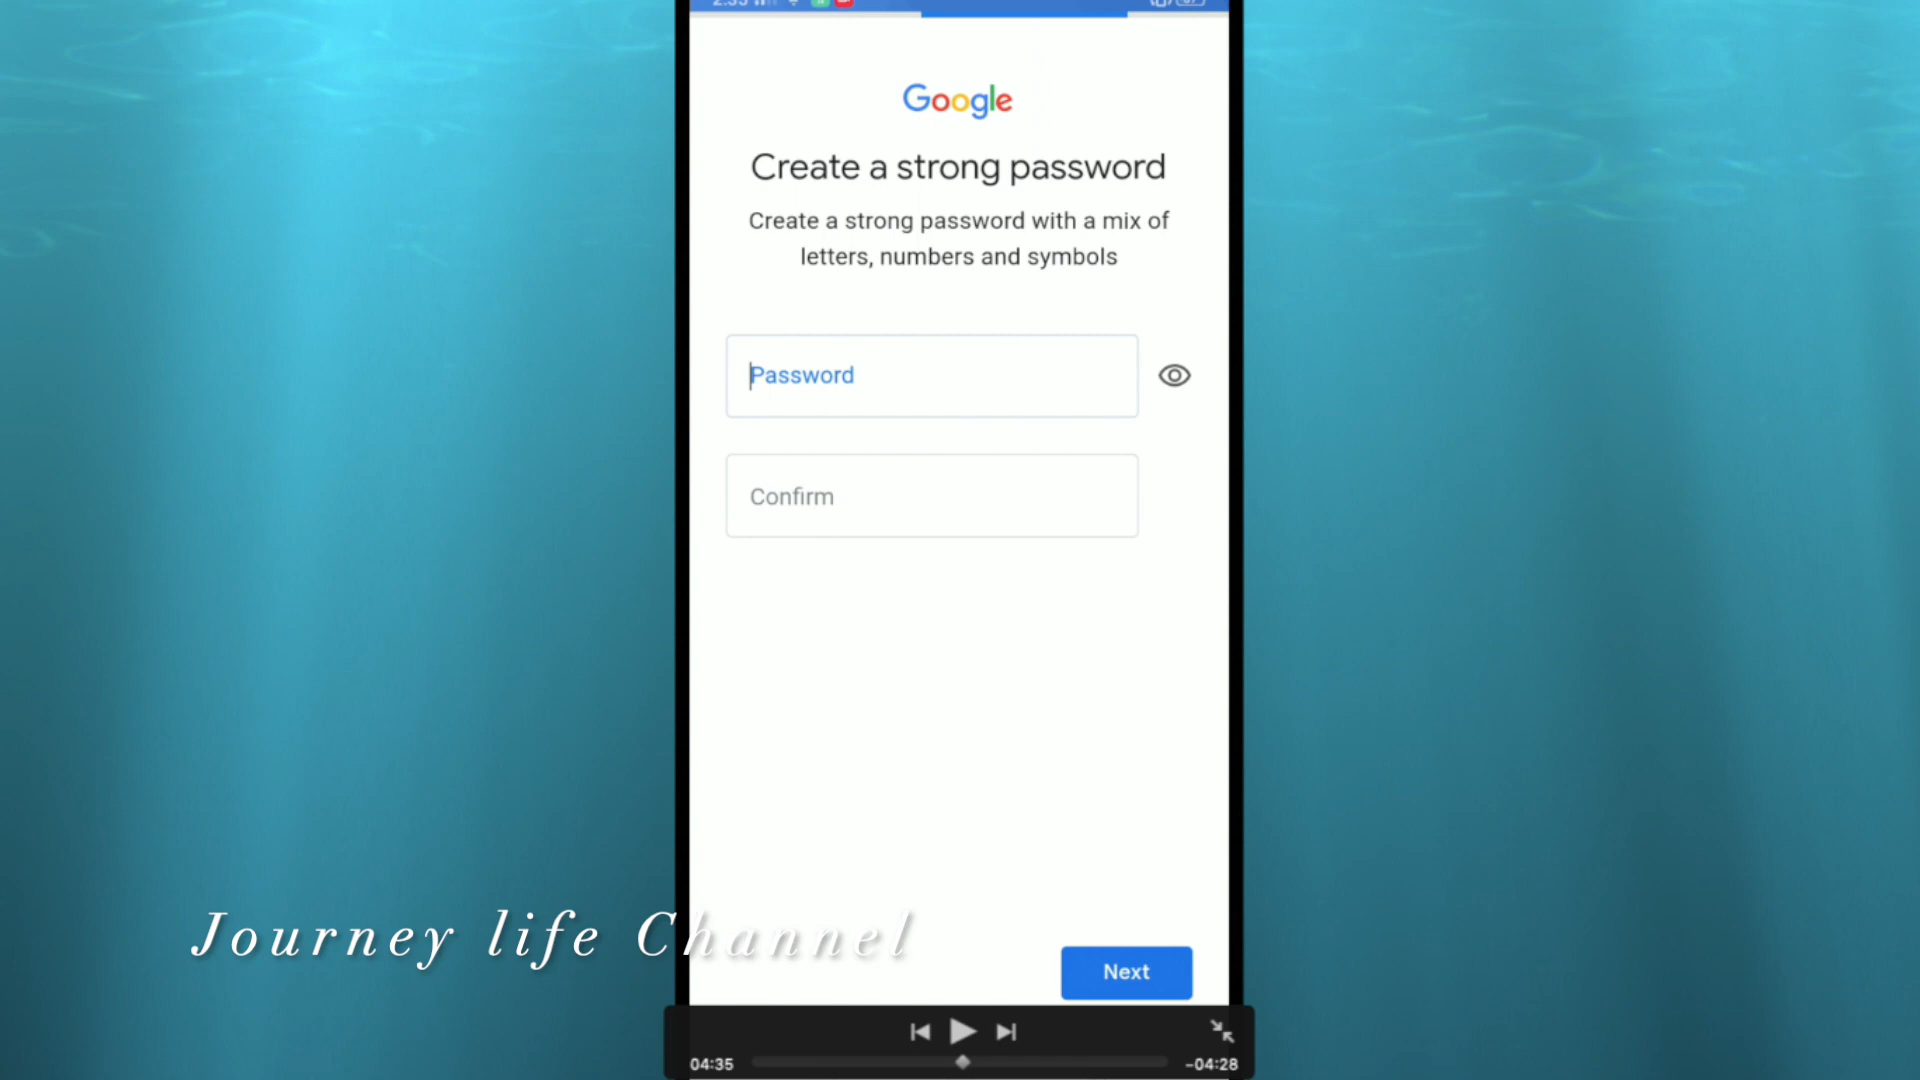 Google
Create a strong password
Create a strong password with a mix of
letters, numbers and symbols
Password
Confirm
Journey life Channel
Next
04:35
-04:28